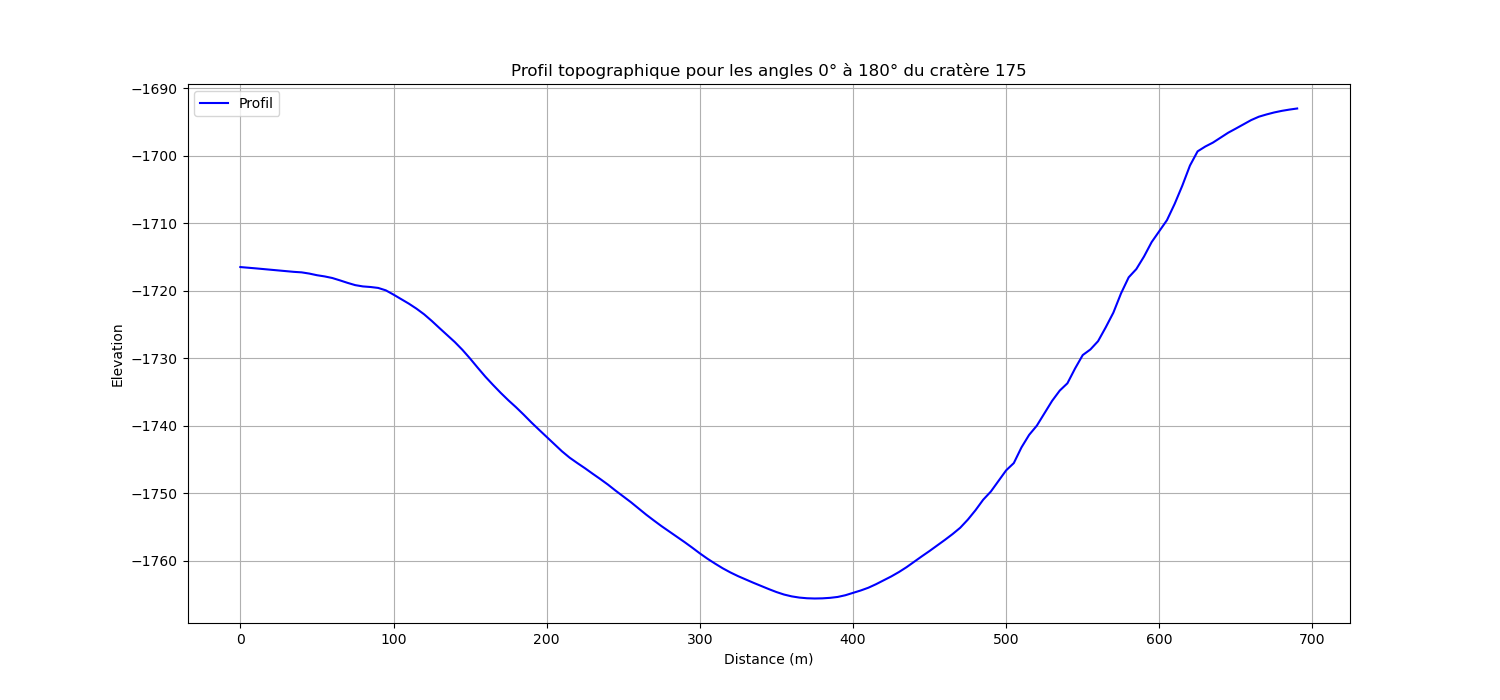 Profil topographique pour les angles 0° à 180° du cratère 175
Profil
−1690
−1700
−1710
−1720
−1730
−1740
−1750
−1760
Elevation
0 100 200 300 400 500 600 700
Distance (m)